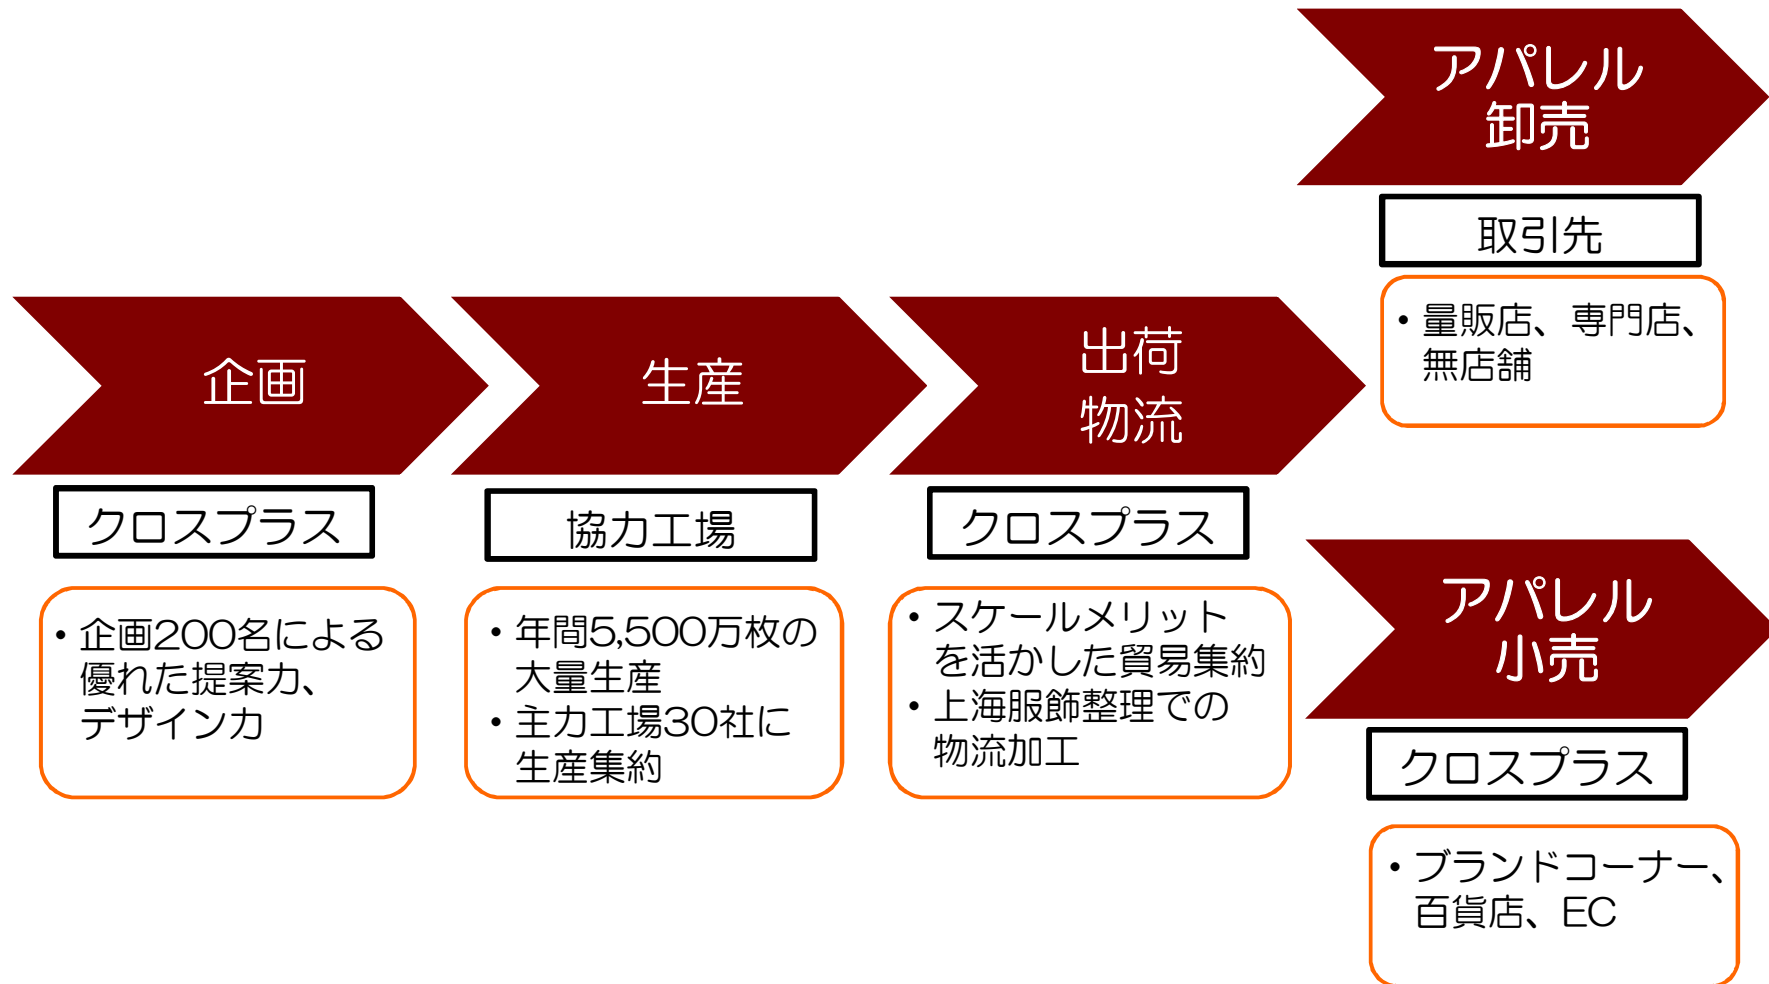 アパレル
卸売
取引先
・量販店、専門店、
無店舗
企画
クロスプラス
・企画200名による
優れた提案力、
デザイン力
生産
協力工場
・年間5,500万枚の
大量生産
・主力工場30社に
生産集約
出荷
物流
クロスプラス
・スケールメリット
を活かした貿易集約
・上海服飾整理での
物流加工
アパレル
小売
クロスプラス
・ブランドコーナー、
百貨店、EC